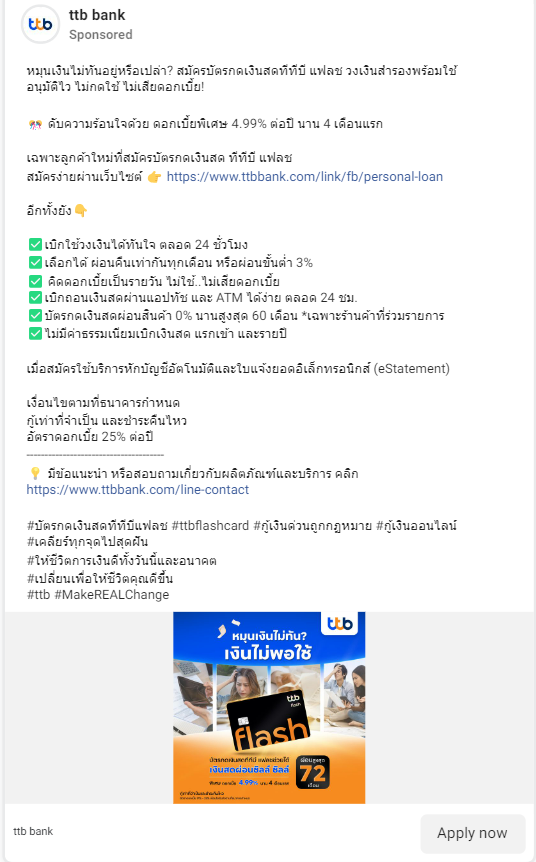 ttb
ttb bank
Sponsored
หมุนเงินไม่ทันอยู่หรือเปล่า? สมัครบัตรกดเงินสดทีทีบี แฟลช วงเงินสำรองพร้อมใช้
อนุมัติไว ไม่กดใช้ ไม่เสียดอกเบี้ย!
🎊 ดับความร้อนใจด้วย ดอกเบี้ยพิเศษ 4.99% ต่อปี นาน 4 เดือนแรก
เฉพาะลูกค้าใหม่ที่สมัครบัตรกดเงินสด ทีทีบี แฟลช
สมัครง่ายผ่านเว็บไซต์ 👉 https://www.ttbbank.com/link/fb/personal-loan
อีกทั้งยัง👇
✅เบิกใช้วงเงินได้ทันใจ ตลอด 24 ชั่วโมง
✅เลือกได้ ผ่อนคืนเท่ากันทุกเดือน หรือผ่อนขั้นต่ำ 3%
✅ คิดดอกเบี้ยเป็นรายวัน ไม่ใช้..ไม่เสียดอกเบี้ย
✅เบิกถอนเงินสดผ่านแอปทัช และ ATM ได้ง่าย ตลอด 24 ชม.
✅บัตรกดเงินสดผ่อนสินค้า 0% นานสูงสุด 60 เดือน *เฉพาะร้านค้าที่ร่วมรายการ
✅ไม่มีค่าธรรมเนียมเบิกเงินสด แรกเข้า และรายปี
เมื่อสมัครใช้บริการหักบัญชีอัตโนมัติและใบแจ้งยอดอิเล็กทรอนิกส์ (eStatement)
เงื่อนไขตามที่ธนาคารกำหนด
กู้เท่าที่จำเป็น และชำระคืนไหว
อัตราดอกเบี้ย 25% ต่อปี
--------------------------------------
💡 มีข้อแนะนำ หรือสอบถามเกี่ยวกับผลิตภัณฑ์และบริการ คลิก
https://www.ttbbank.com/line-contact
#บัตรกดเงินสดทีทีบีแฟลช #ttbflashcard #กู้เงินด่วนถูกกฎหมาย #กู้เงินออนไลน์
#เคลียร์ทุกจุดไปสุดฝัน
#ให้ชีวิตการเงินดีทั้งวันนี้และอนาคต
#เปลี่ยนเพื่อให้ชีวิตคุณดีขึ้น
#ttb #MakeREALChange
ttb
หมุนเงินไม่ทัน?
เงินไม่พอใช้
ttb
flash
flash
บัตรกดเงินสดทีทีบี แฟลชช่วยได้
เงินสดผ่อนชิลล์ ชิลล์
ผ่อนสูงสุด
72
เดือน
พิเศษ ดอกเบี้ย 4.99% นาน 4 เดือนแรก
ttb bank
Apply now